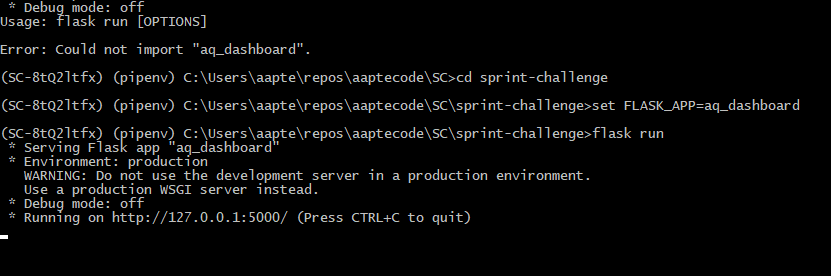 * Debug mode: off
Usage: flask run [OPTIONS]
Error: Could not import "aq_dashboard".
(SC-8tQ2ltfx) (pipenv) C:\Users\aapte\repos\aaptecode\SC>cd sprint-challenge
(SC-8tQ2ltfx) (pipenv) C:\Users\aapte\repos\aaptecode\SC\sprint-challenge>set FLASK_APP=aq_dashboard
(SC-8tQ2ltfx) (pipenv) C:\Users\aapte\repos\aaptecode\SC\sprint-challenge>flask run
* Serving Flask app "aq_dashboard"
* Environment: production
WARNING: Do not use the development server in a production environment.
Use a production WSGI server instead.
* Debug mode: off
* Running on http://127.0.0.1:5000/ (Press CTRL+C to quit)